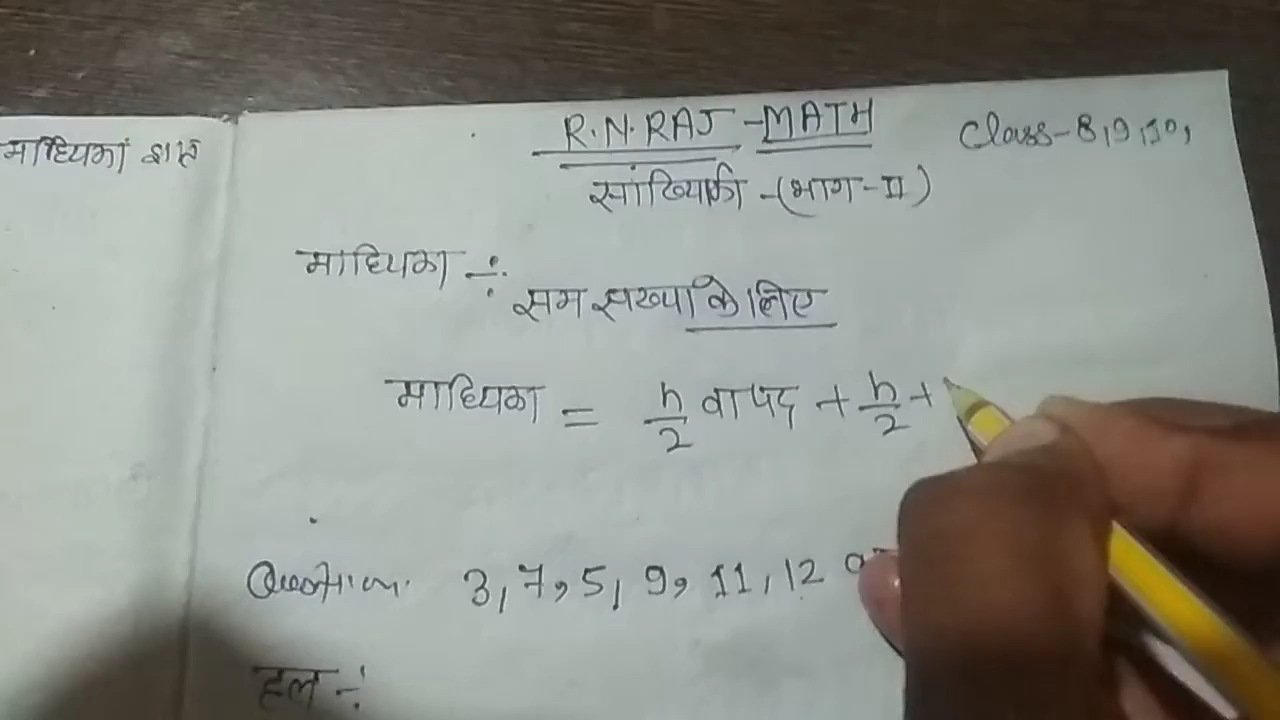 माध्यिका ज्ञात
R.N.RAJ-MATH
Class-8,9,10,
सांख्यिकी-(भाग-II)
माध्यिका ÷
सम सख्या के लिए
माध्यिका = n/2 वा पद + n/2 +
Question. 3, 7, 5, 9, 11, 12
हल ÷